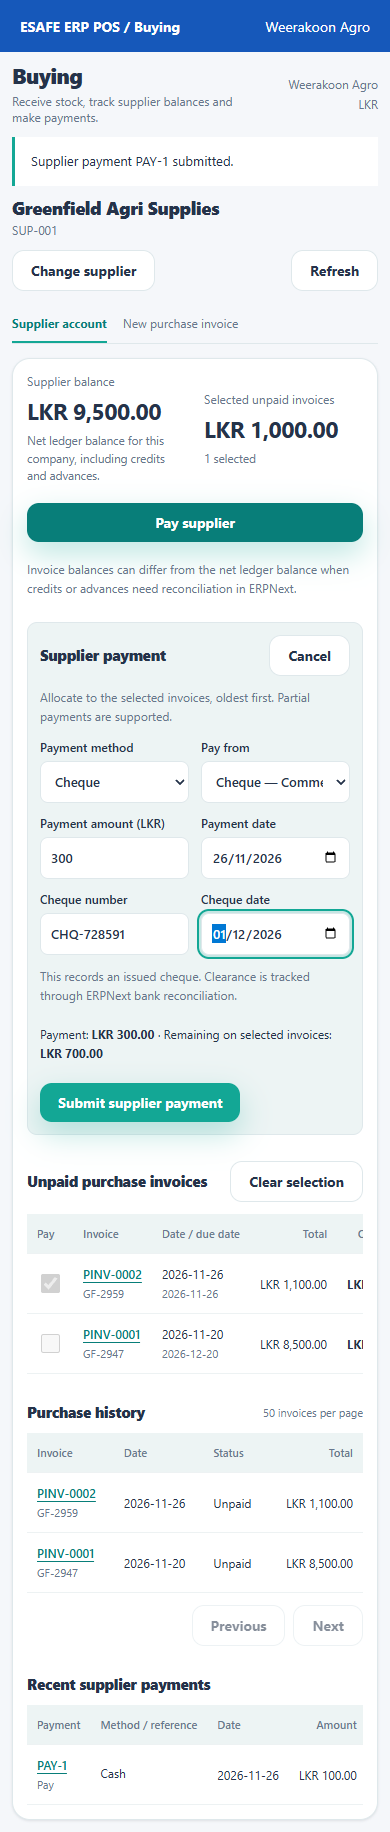 ESAFE ERP POS / Buying
Weerakoon Agro
Buying
Receive stock, track supplier balances and
make payments.
Weerakoon Agro
LKR
Supplier payment PAY-1 submitted.
Greenfield Agri Supplies
SUP-001
Change supplier
Refresh
Supplier account
New purchase invoice
Supplier balance
LKR 9,500.00
Net ledger balance for this
company, including credits
and advances.
Selected unpaid invoices
LKR 1,000.00
1 selected
Pay supplier
Invoice balances can differ from the net ledger balance when
credits or advances need reconciliation in ERPNext.
Supplier payment
Cancel
Allocate to the selected invoices, oldest first. Partial
payments are supported.
Payment method
Pay from
Cheque
Cheque — Comme
Payment amount (LKR)
Payment date
300
26/11/2026
Cheque number
Cheque date
CHQ-728591
01/12/2026
This records an issued cheque. Clearance is tracked
through ERPNext bank reconciliation.
Payment: LKR 300.00 · Remaining on selected invoices:
LKR 700.00
Submit supplier payment
Unpaid purchase invoices
Clear selection
Pay Invoice Date / due date Total
PINV-0002 2026-11-26 LKR 1,100.00
GF-2959 2026-11-26
PINV-0001 2026-11-20 LKR 8,500.00
GF-2947 2026-12-20
Purchase history
50 invoices per page
Invoice Date Status Total
PINV-0002
GF-2959
2026-11-26 Unpaid LKR 1,100.00
PINV-0001
GF-2947
2026-11-20 Unpaid LKR 8,500.00
Previous
Next
Recent supplier payments
Payment Method / reference Date Amount
PAY-1
Pay
Cash 2026-11-26 LKR 100.00